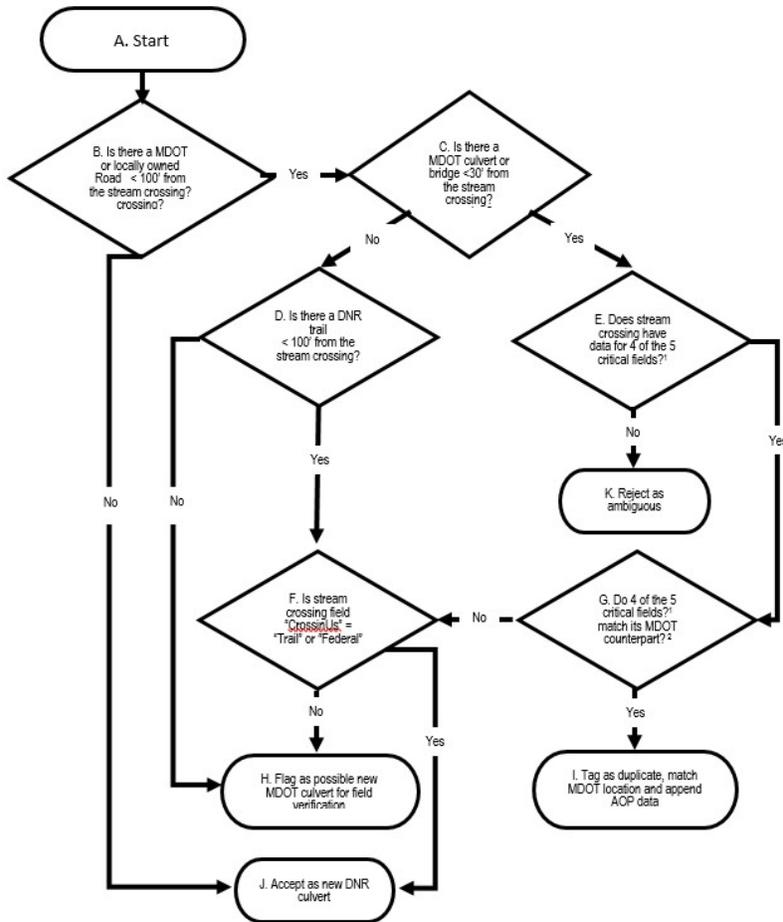 A. Start
B. Is there a MDOT
or locally owned
Road < 100' from
the stream crossing?
crossing?
Yes
C. Is there a
MDOT culvert or
bridge <30' from
the stream
crossing?
No
Yes
D. Is there a DNR
trail
< 100' from the
stream crossing?
E. Does stream
crossing have
data for 4 of the 5
critical fields?¹
No
Yes
Yes
No
No
K. Reject as
ambiguous
F. Is stream
crossing field
"CrossinUs" =
"Trail" or "Federal"
No
G. Do 4 of the 5
critical fields?¹
match its MDOT
counterpart? ²
No
Yes
Yes
H. Flag as possible new
MDOT culvert for field
verification
I. Tag as duplicate, match
MDOT location and append
AOP data
J. Accept as new DNR
culvert